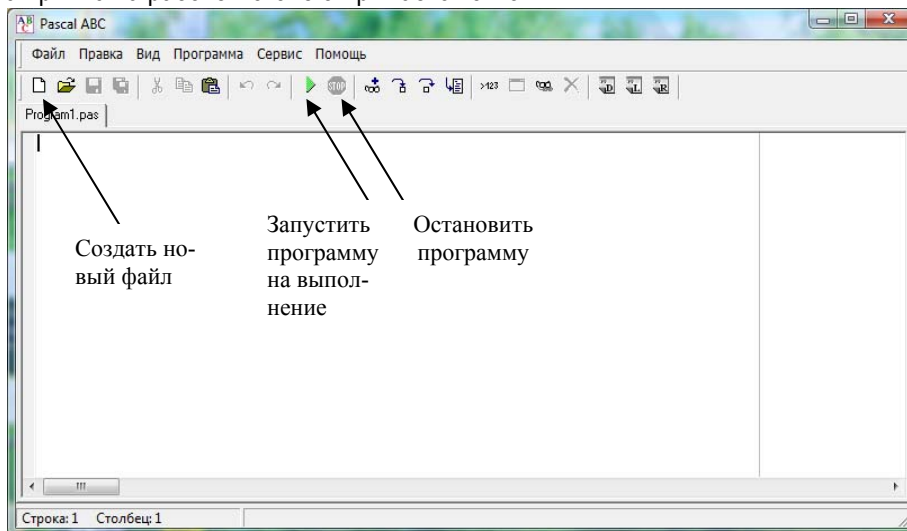 Pascal ABC
Файл Правка Вид Программа Сервис Помощь
STOP
Program1.pas
Создать но-
вый файл
Запустить
программу
на выпол-
нение
Остановить
программу
Строка: 1 Столбец: 1